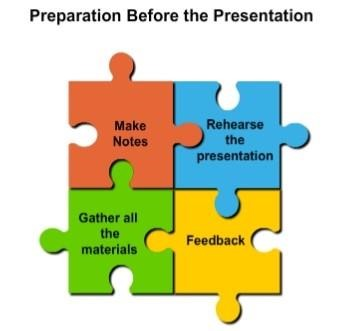 Preparation Before the Presentation
Make
Notes
Rehearse
the
presentation
Gather all
the
materials
Feedback